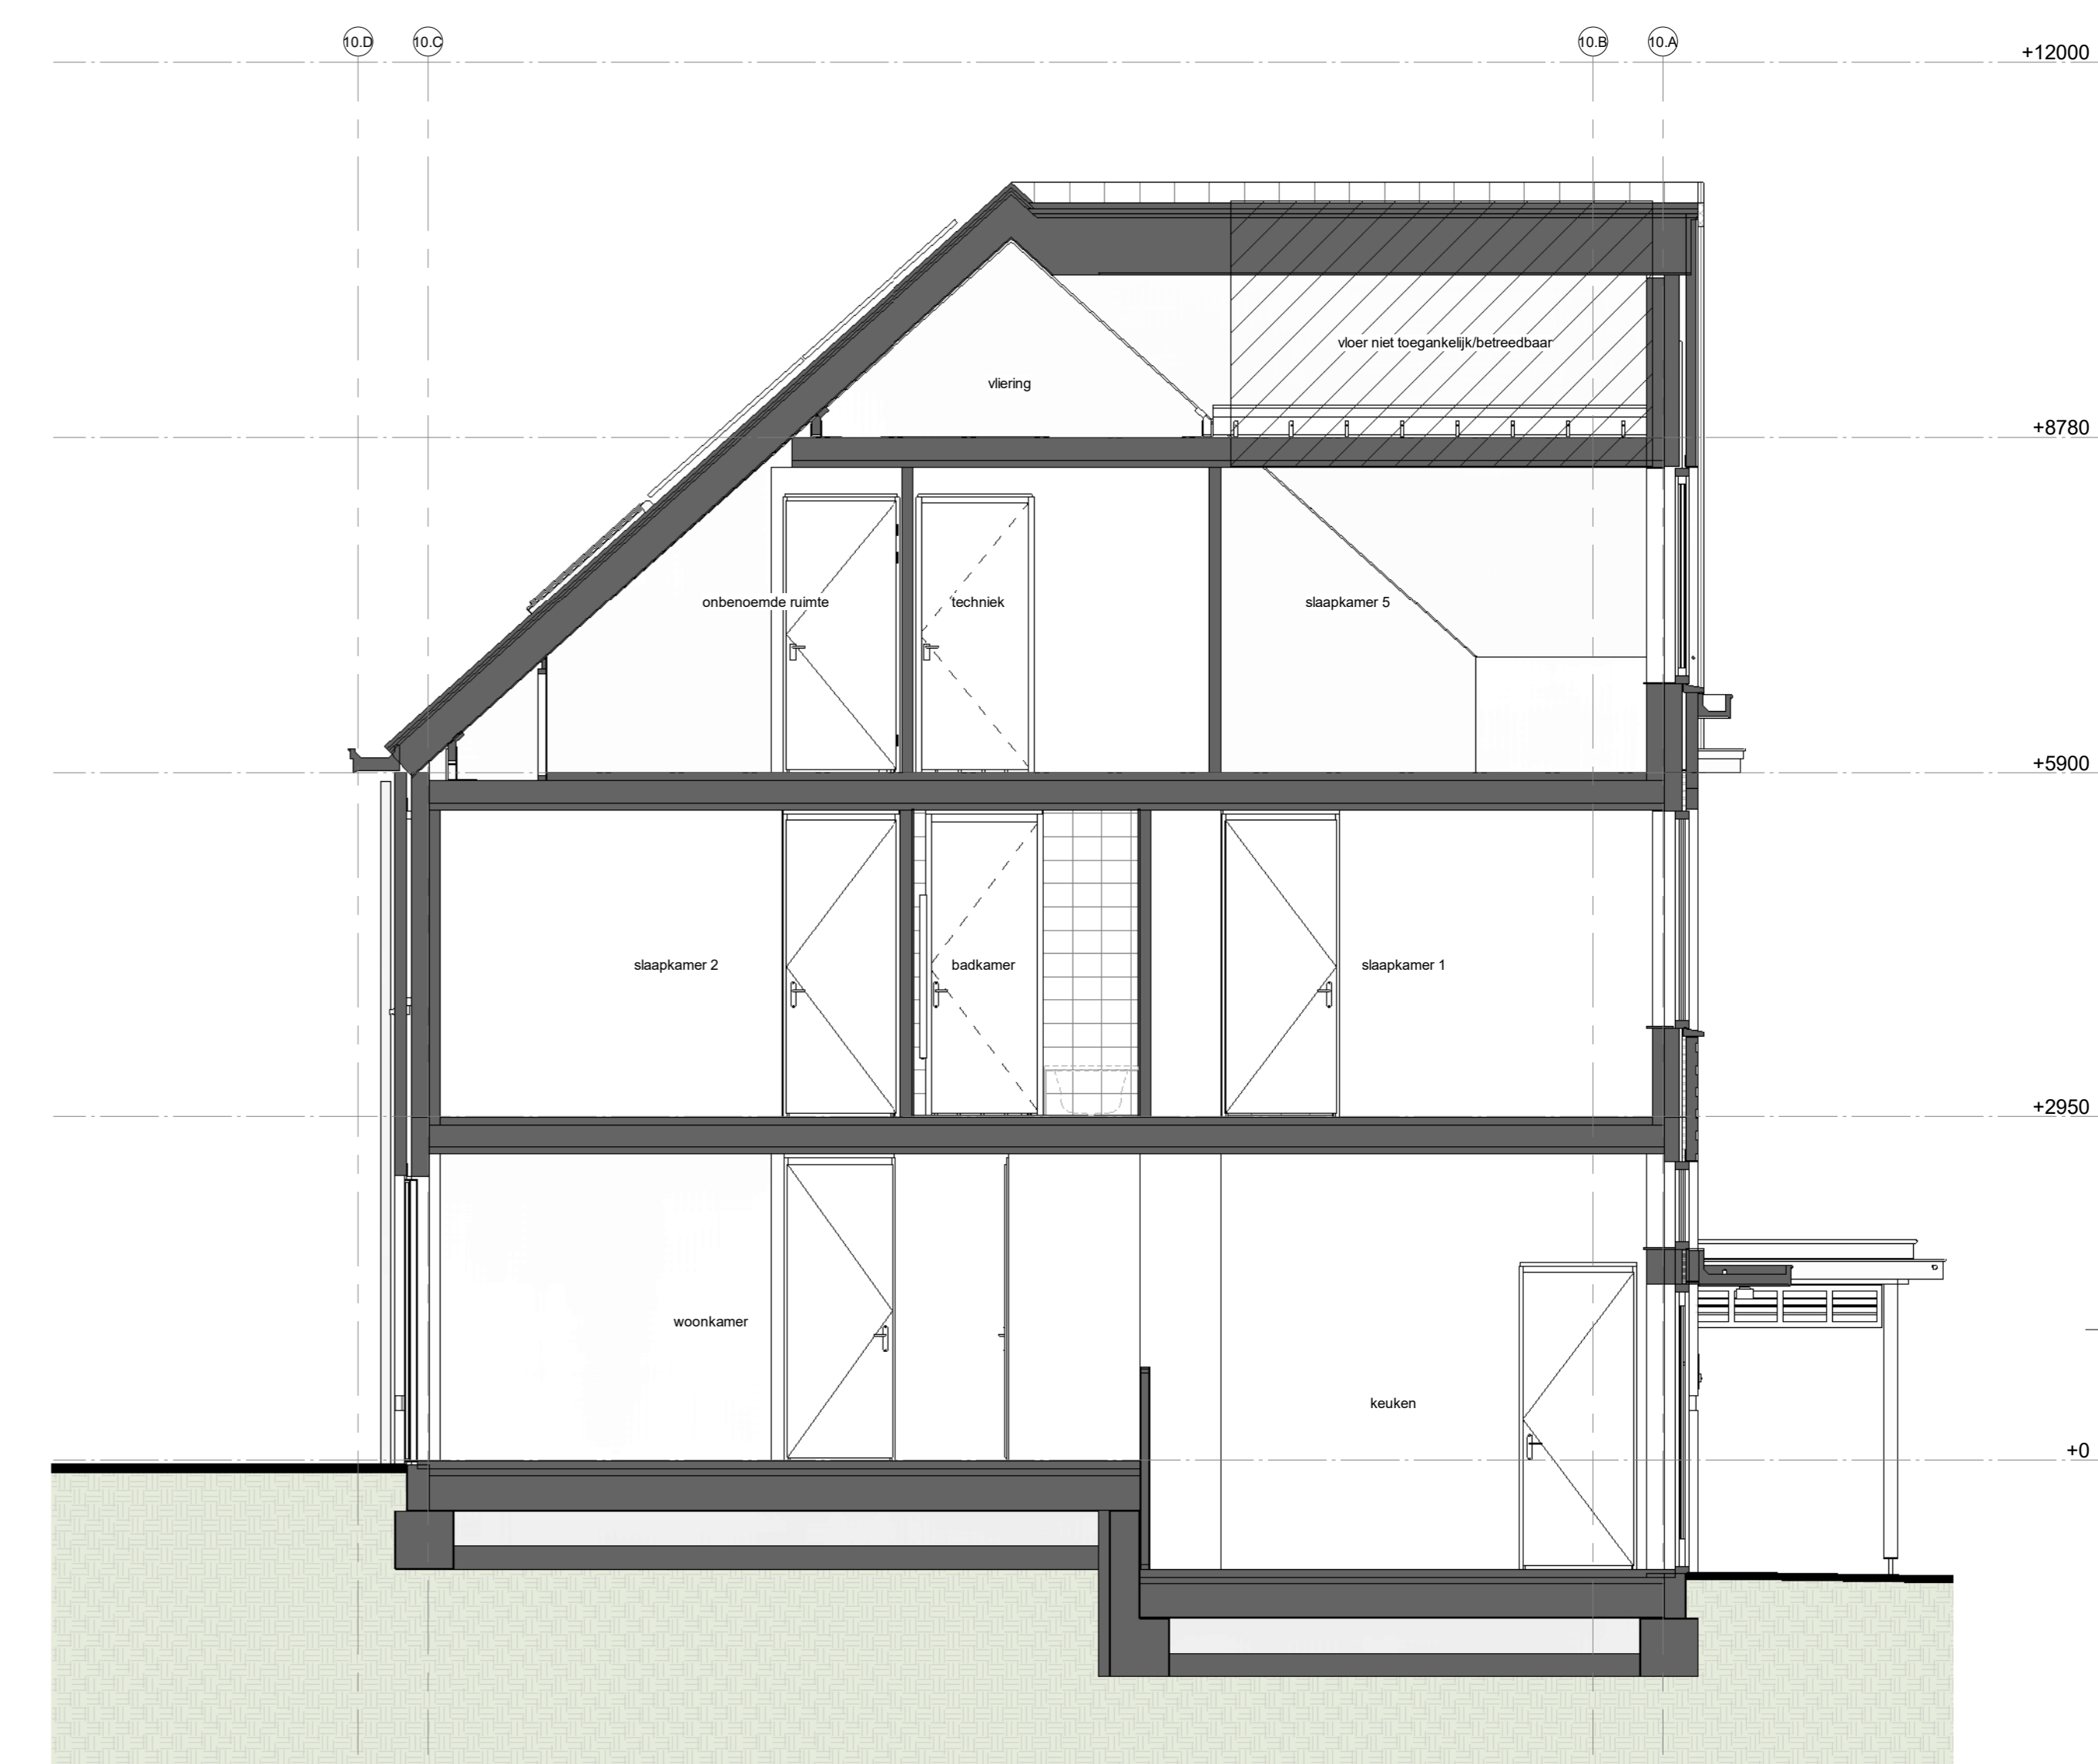 10.D
10.C
10.B
10.A
+12000
vloer niet toegankelijk/betreedbaar
vliering
+8780
onbenoemde ruimte
techniek
slaapkamer 5
+5900
slaapkamer 2
badkamer
slaapkamer 1
+2950
woonkamer
keuken
+0